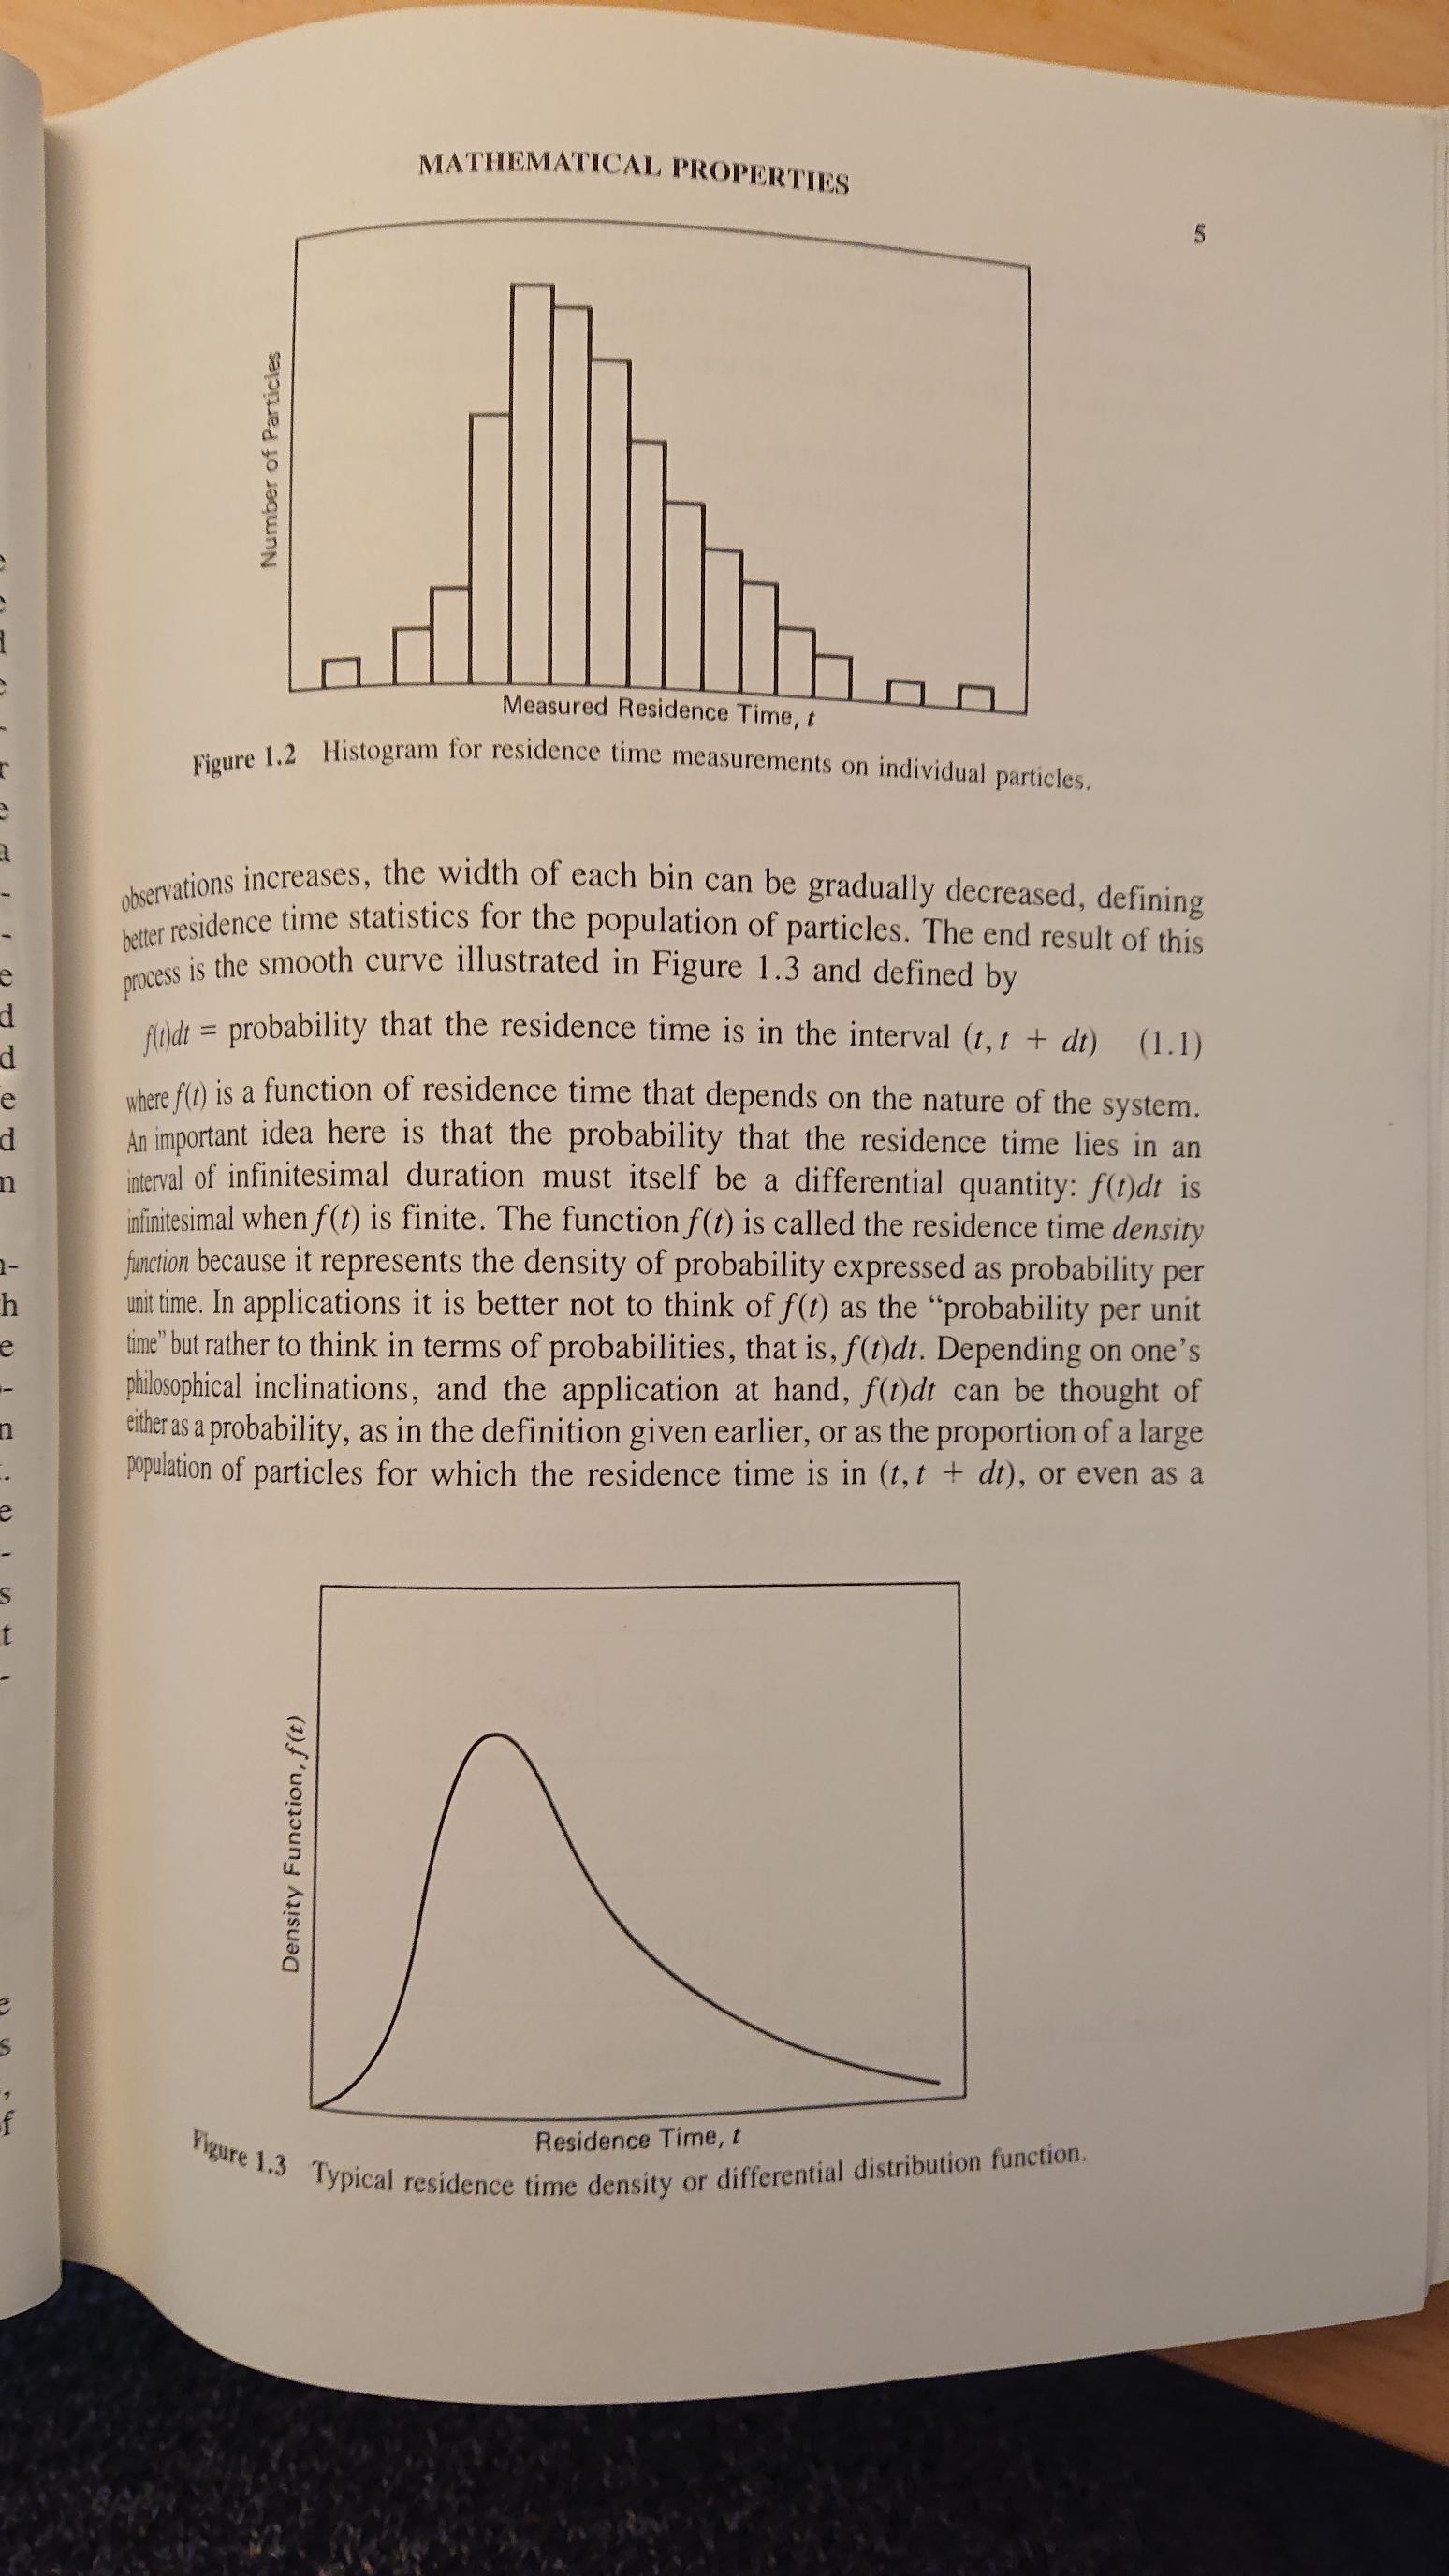 MATHEMATICAL PROPERTIES
5
Number of Particles
Measured Residence Time, t
Figure 1.2 Histogram for residence time measurements on individual particles.
observations increases, the width of each bin can be gradually decreased, defining
better residence time statistics for the population of particles. The end result of this
process is the smooth curve illustrated in Figure 1.3 and defined by
f(t)dt = probability that the residence time is in the interval (t, t + dt) (1.1)
where f(t) is a function of residence time that depends on the nature of the system.
An important idea here is that the probability that the residence time lies in an
interval of infinitesimal duration must itself be a differential quantity: f(t)dt is
infinitesimal when f(t) is finite. The function f(t) is called the residence time density
function because it represents the density of probability expressed as probability per
unit time. In applications it is better not to think of f(t) as the “probability per unit
time” but rather to think in terms of probabilities, that is, f(t)dt. Depending on one’s
philosophical inclinations, and the application at hand, f(t)dt can be thought of
either as a probability, as in the definition given earlier, or as the proportion of a large
population of particles for which the residence time is in (t, t + dt), or even as a
Density Function, f(t)
Residence Time, t
Figure 1.3 Typical residence time density or differential distribution function.